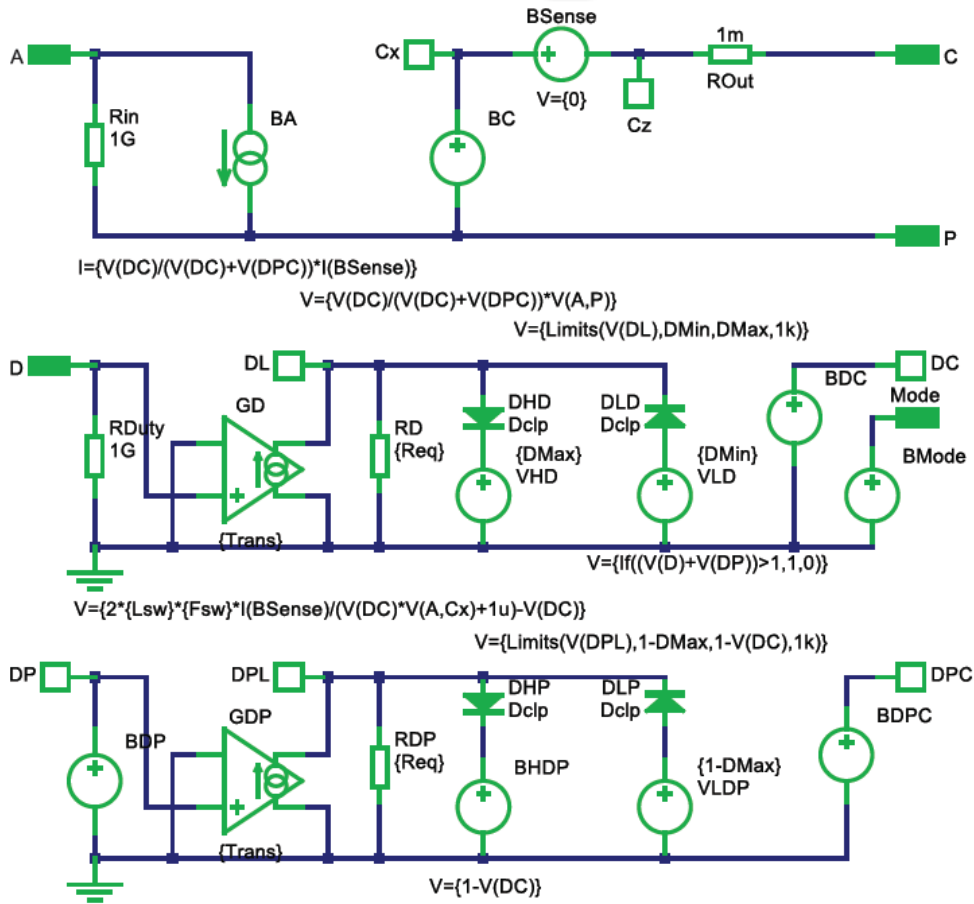 BSense
A
Cx
1m
C
ROut
V={0}
Rin
1G
BA
BC
Cz
P
I={V(DC)/(V(DC)+V(DPC))*I(BSense)}
V={V(DC)/(V(DC)+V(DPC))*V(A,P)}
V={Limits(V(DL),DMin,DMax,1k)}
D
DL
DC
BDC
GD
DHD
Dclp
DLD
Dclp
Mode
RDuty
1G
RD
{Req}
{DMax}
VHD
{DMin}
VLD
BMode
{Trans}
V={If((V(D)+V(DP))>1,1,0)}
V={2*{Lsw}*{Fsw}*I(BSense)/(V(DC)*V(A,Cx)+1u)-V(DC)}
V={Limits(V(DPL),1-DMax,1-V(DC),1k)}
DP
DPL
DHP
Dclp
DLP
Dclp
DPC
GDP
BDP
BDPC
RDP
{Req}
BHDP
{1-DMax}
VLDP
{Trans}
V={1-V(DC)}